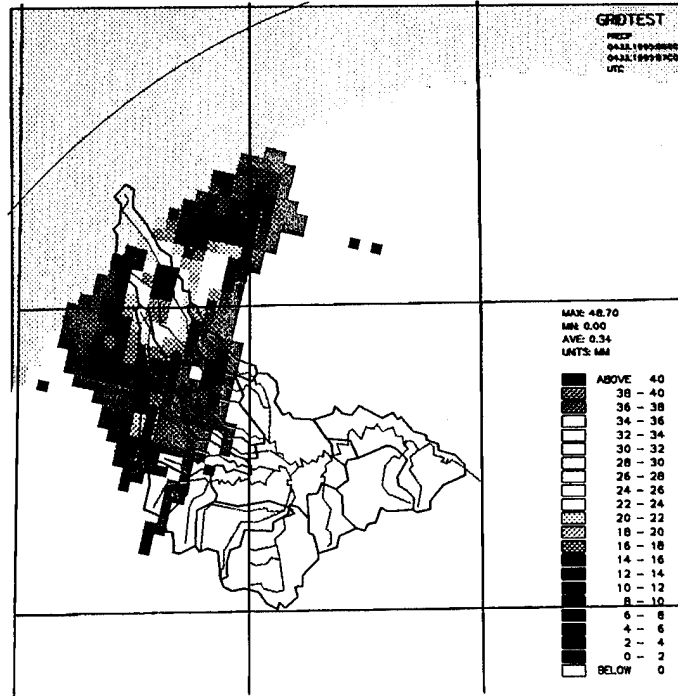 GRIDTEST
PRECIP
UTC
MAX: 48.70
MIN: 0.00
AVE: 0.34
UNITS: MM
ABOVE 40
38 - 40
36 - 38
34 - 36
32 - 34
30 - 32
28 - 30
26 - 28
24 - 26
22 - 24
20 - 22
18 - 20
16 - 18
14 - 16
12 - 14
10 - 12
8 - 10
6 - 8
4 - 6
2 - 4
0 - 2
BELOW 0